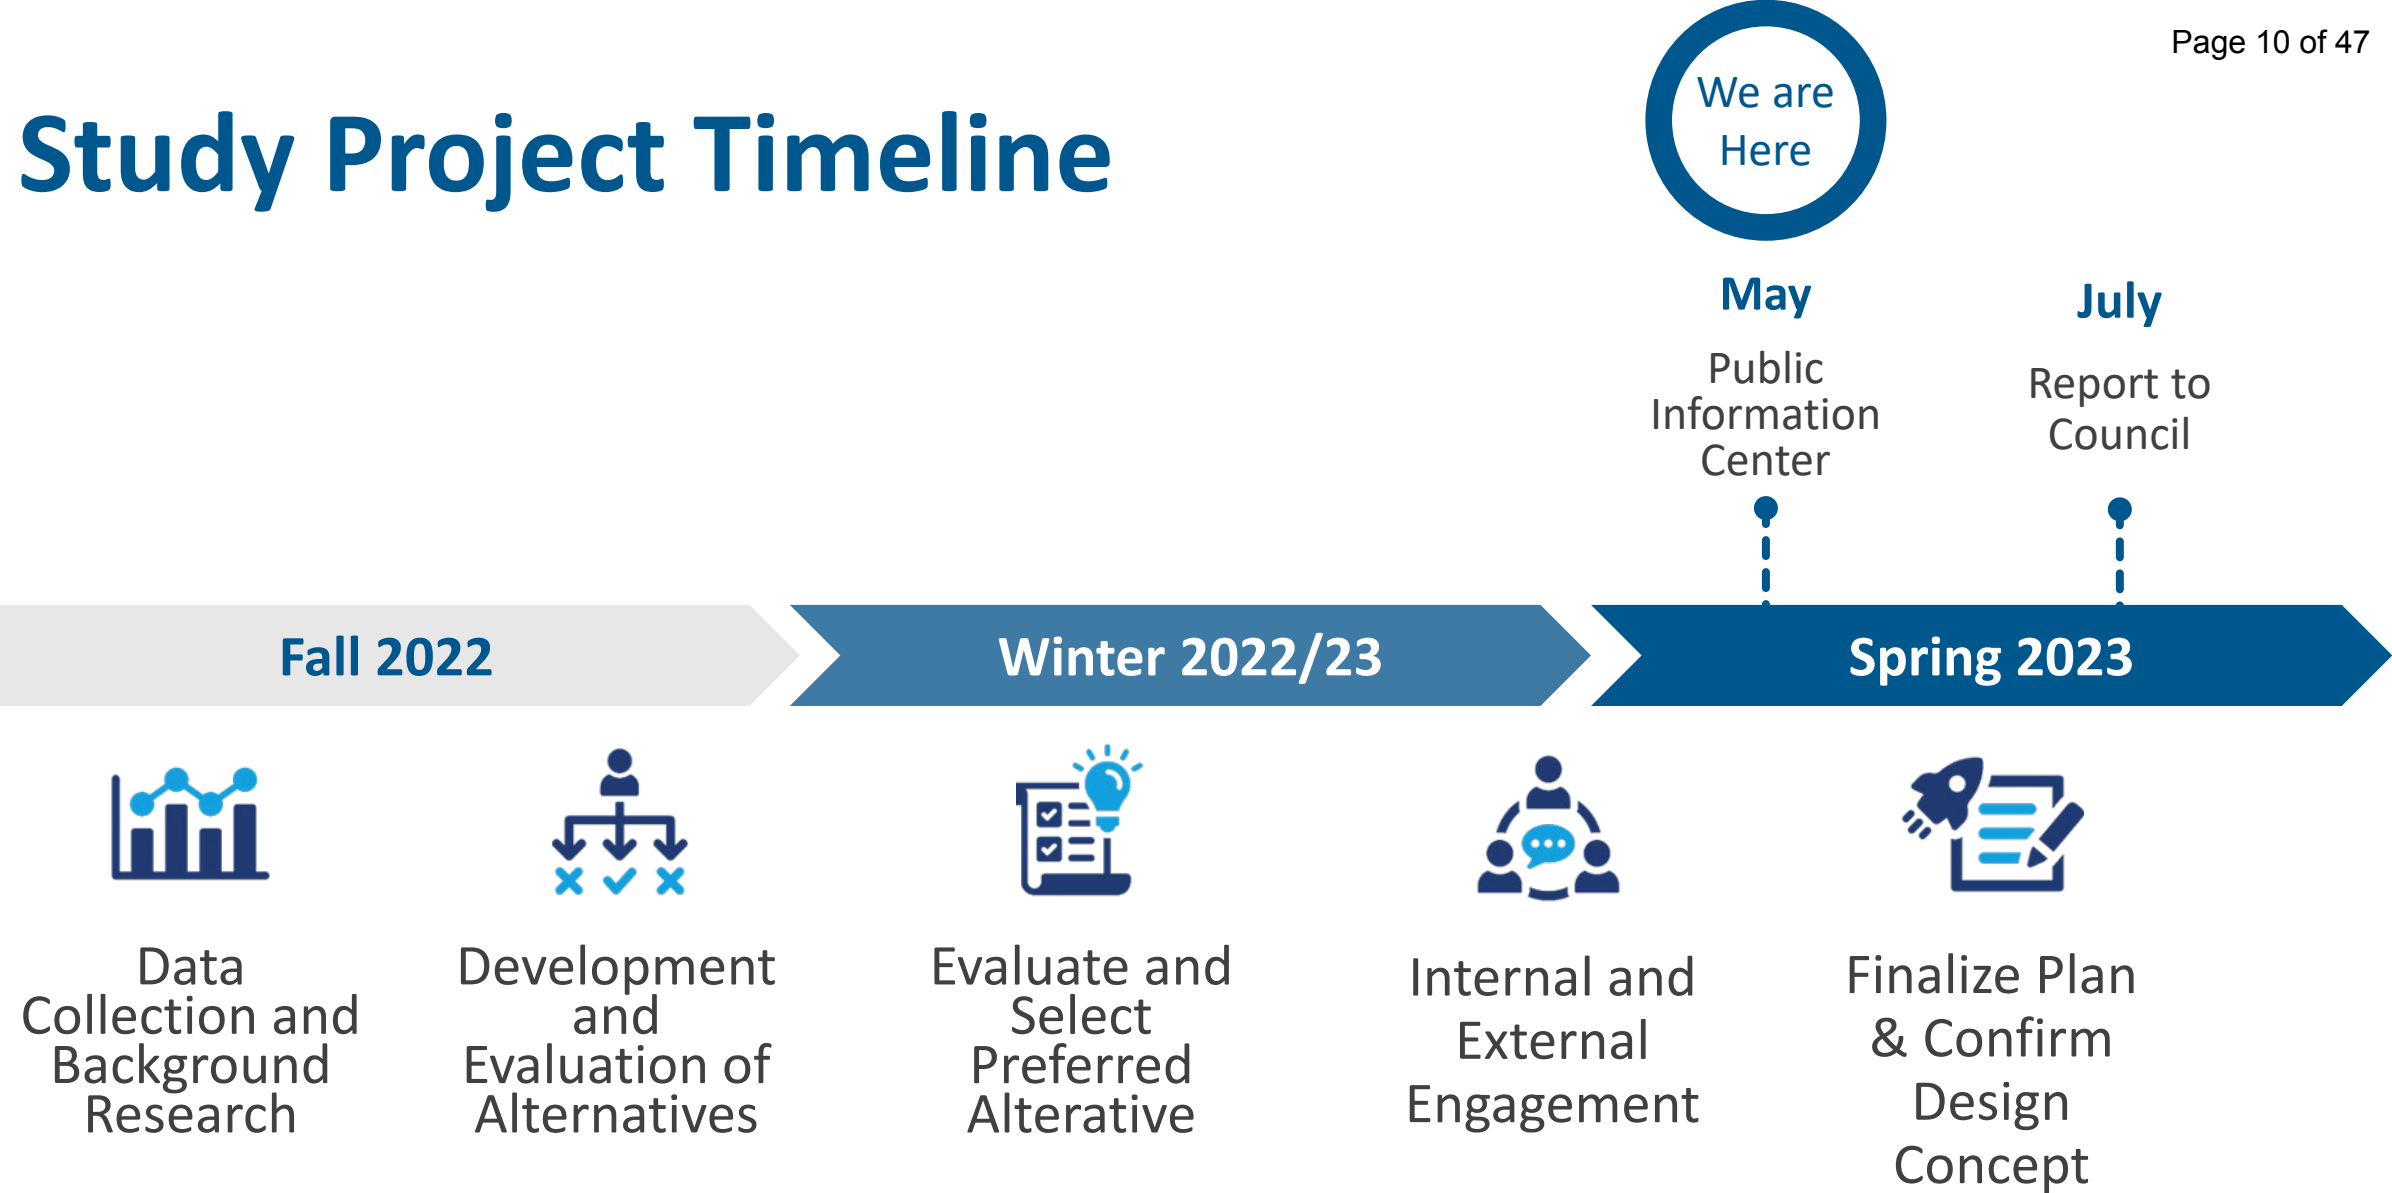 Page 10 of 47
We are
Here
Study Project Timeline
May
Public
Information
Center
July
Report to
Council
Fall 2022
Winter 2022/23
Spring 2023
Data
Collection and
Background
Research
Development
and
Evaluation of
Alternatives
Evaluate and
Select
Preferred
Alterative
Internal and
External
Engagement
Finalize Plan
& Confirm
Design
Concept